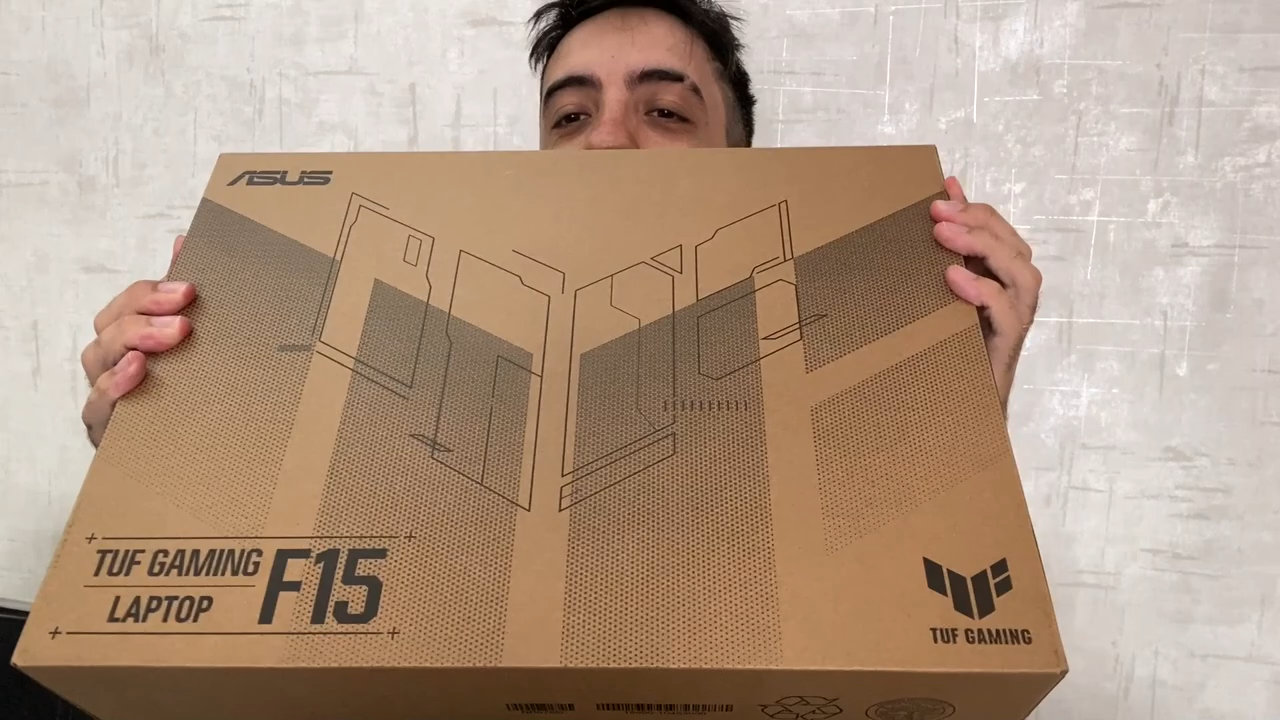 ASUS
TUF GAMING
LAPTOP
F15
TUF GAMING